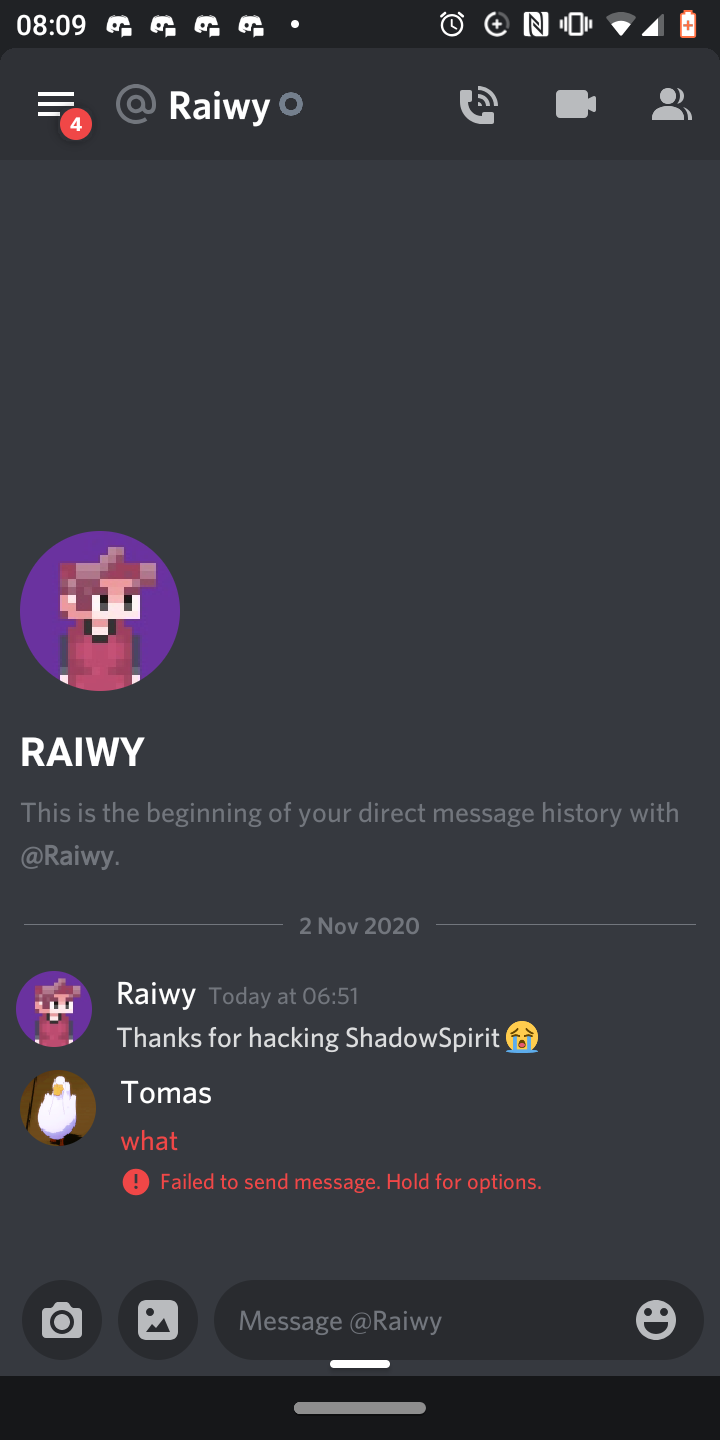 08:09
4
@ Raiwy
RAIWY
This is the beginning of your direct message history with
@Raiwy.
2 Nov 2020
Raiwy Today at 06:51
Thanks for hacking ShadowSpirit 😭
Tomas
what
! Failed to send message. Hold for options.
Message @Raiwy